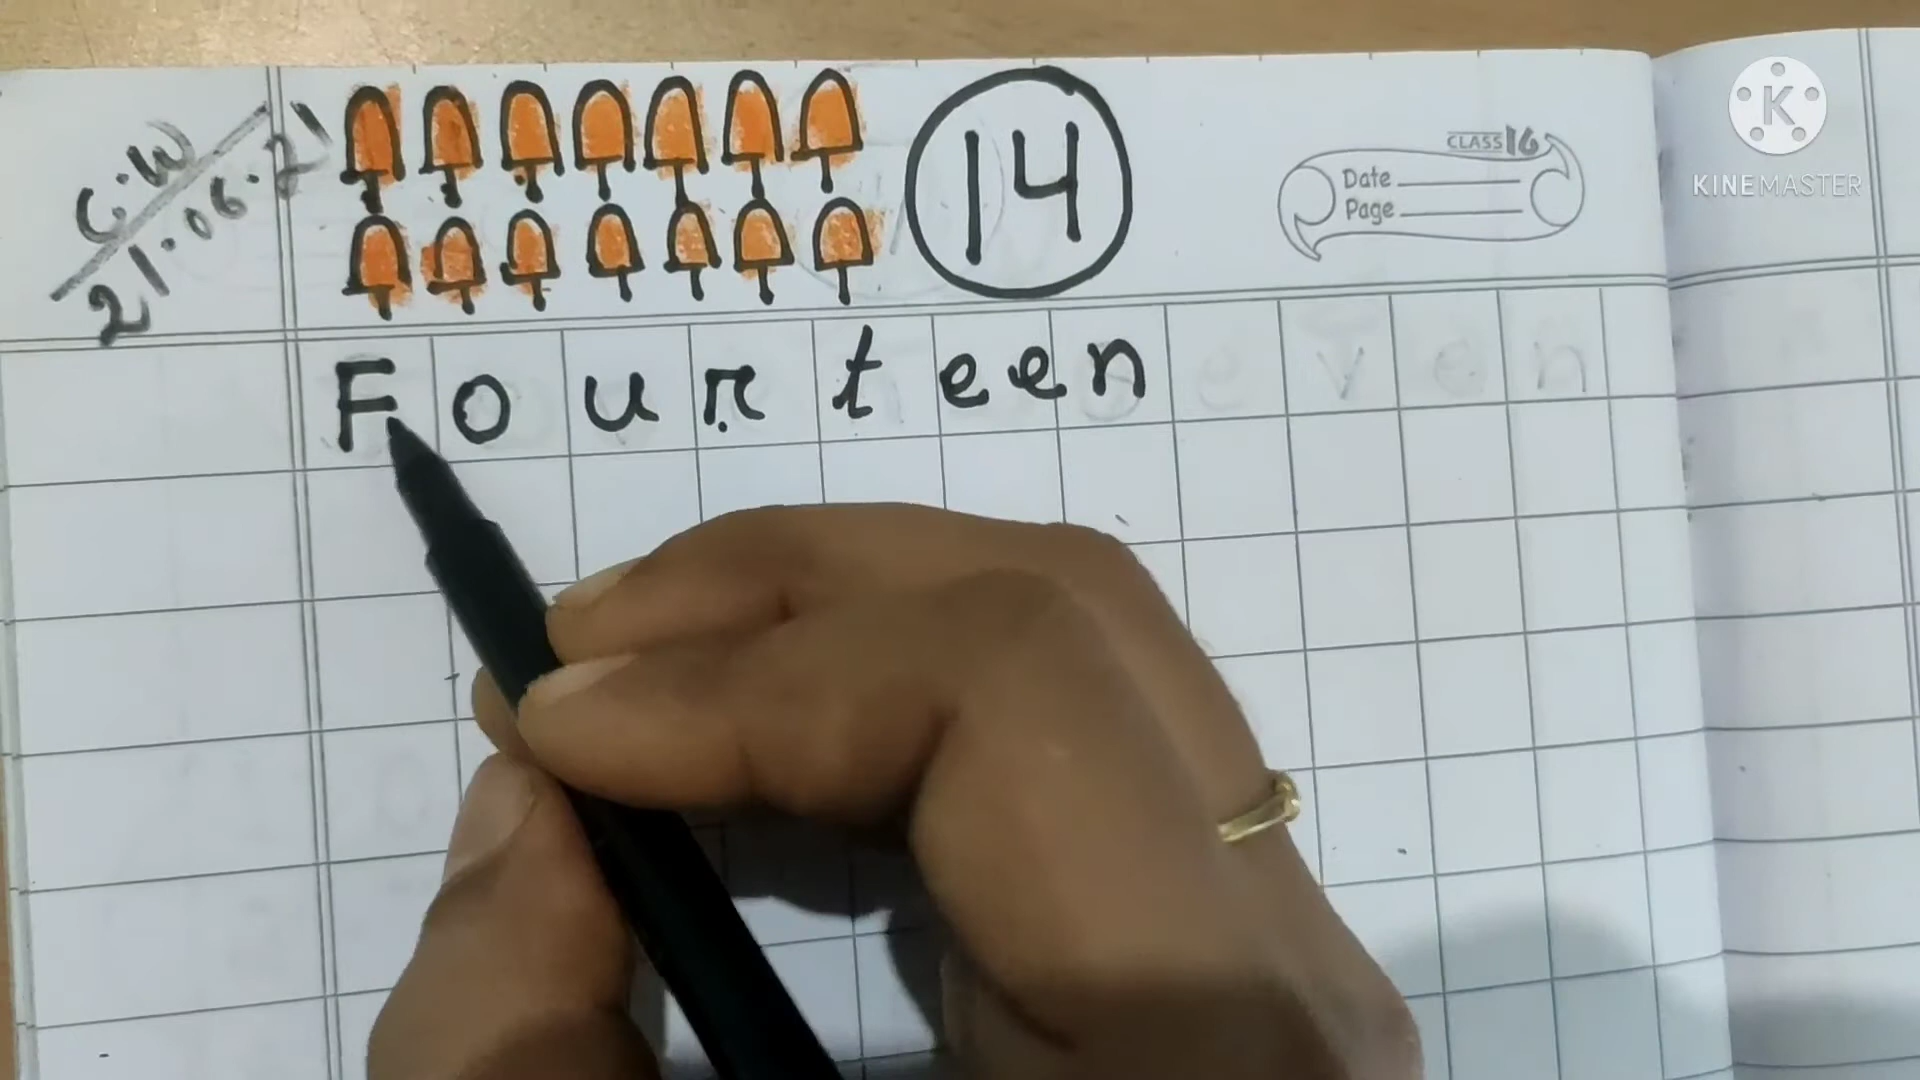 C.W
21.06.21
14
CLASS 16
Date
Page
K
KINEMASTER
Fourteen